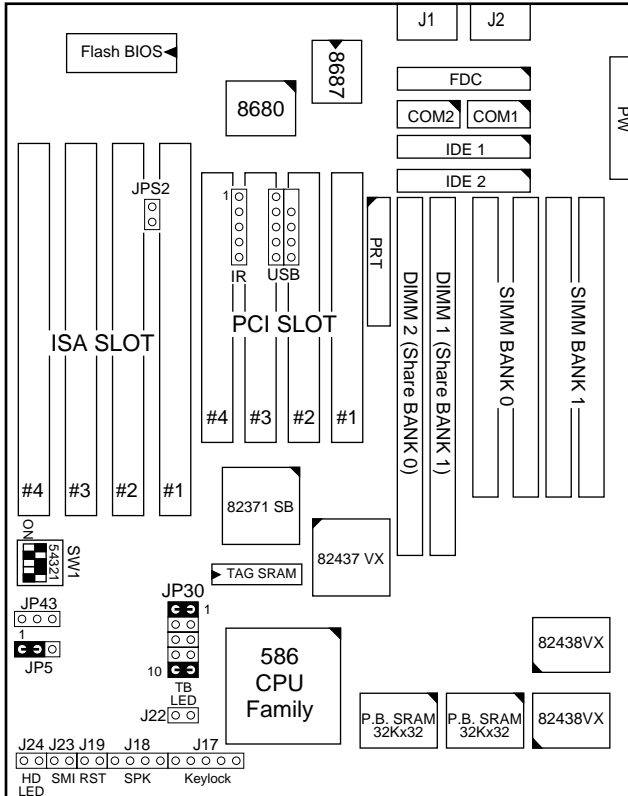 J1
J2
Flash BIOS
8687
8680
FDC
COM2
COM1
PW
IDE 1
IDE 2
JPS2
1
IR
USB
PRT
ISA SLOT
PCI SLOT
DIMM 2 (Share BANK 0)
DIMM 1 (Share BANK 1)
SIMM BANK 0
SIMM BANK 1
#4
#3
#2
#1
#4
#3
#2
#1
82371 SB
82437 VX
ON
54321
SW1
TAG SRAM
JP43
1
JP5
JP30
1
10
TB
LED
J22
586
CPU
Family
82438VX
P.B. SRAM
32Kx32
P.B. SRAM
32Kx32
82438VX
J24
J23
J19
J18
J17
HD
LED
SMI
RST
SPK
Keylock